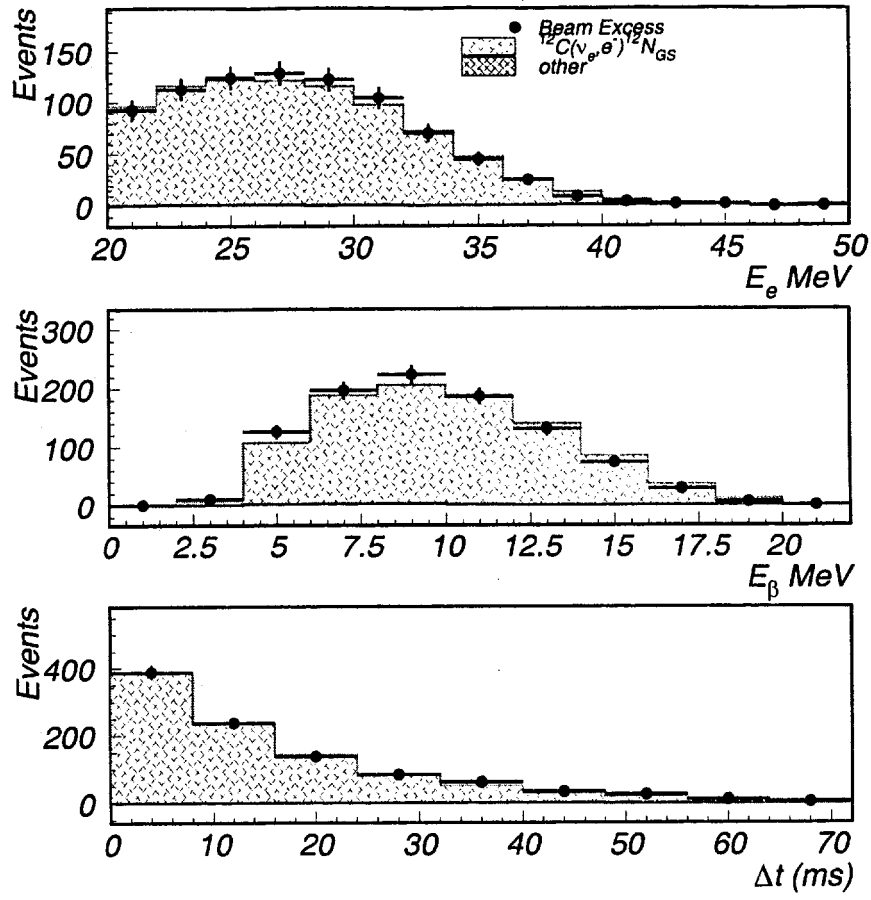 Events
150
100
50
0
Beam Excess
¹²C(νₑ,e⁻)¹²N_GS
other
20 25 30 35 40 45 50
Eₑ MeV
Events
300
200
100
0
0 2.5 5 7.5 10 12.5 15 17.5 20
E_β MeV
Events
400
200
0
0 10 20 30 40 50 60 70
Δt (ms)